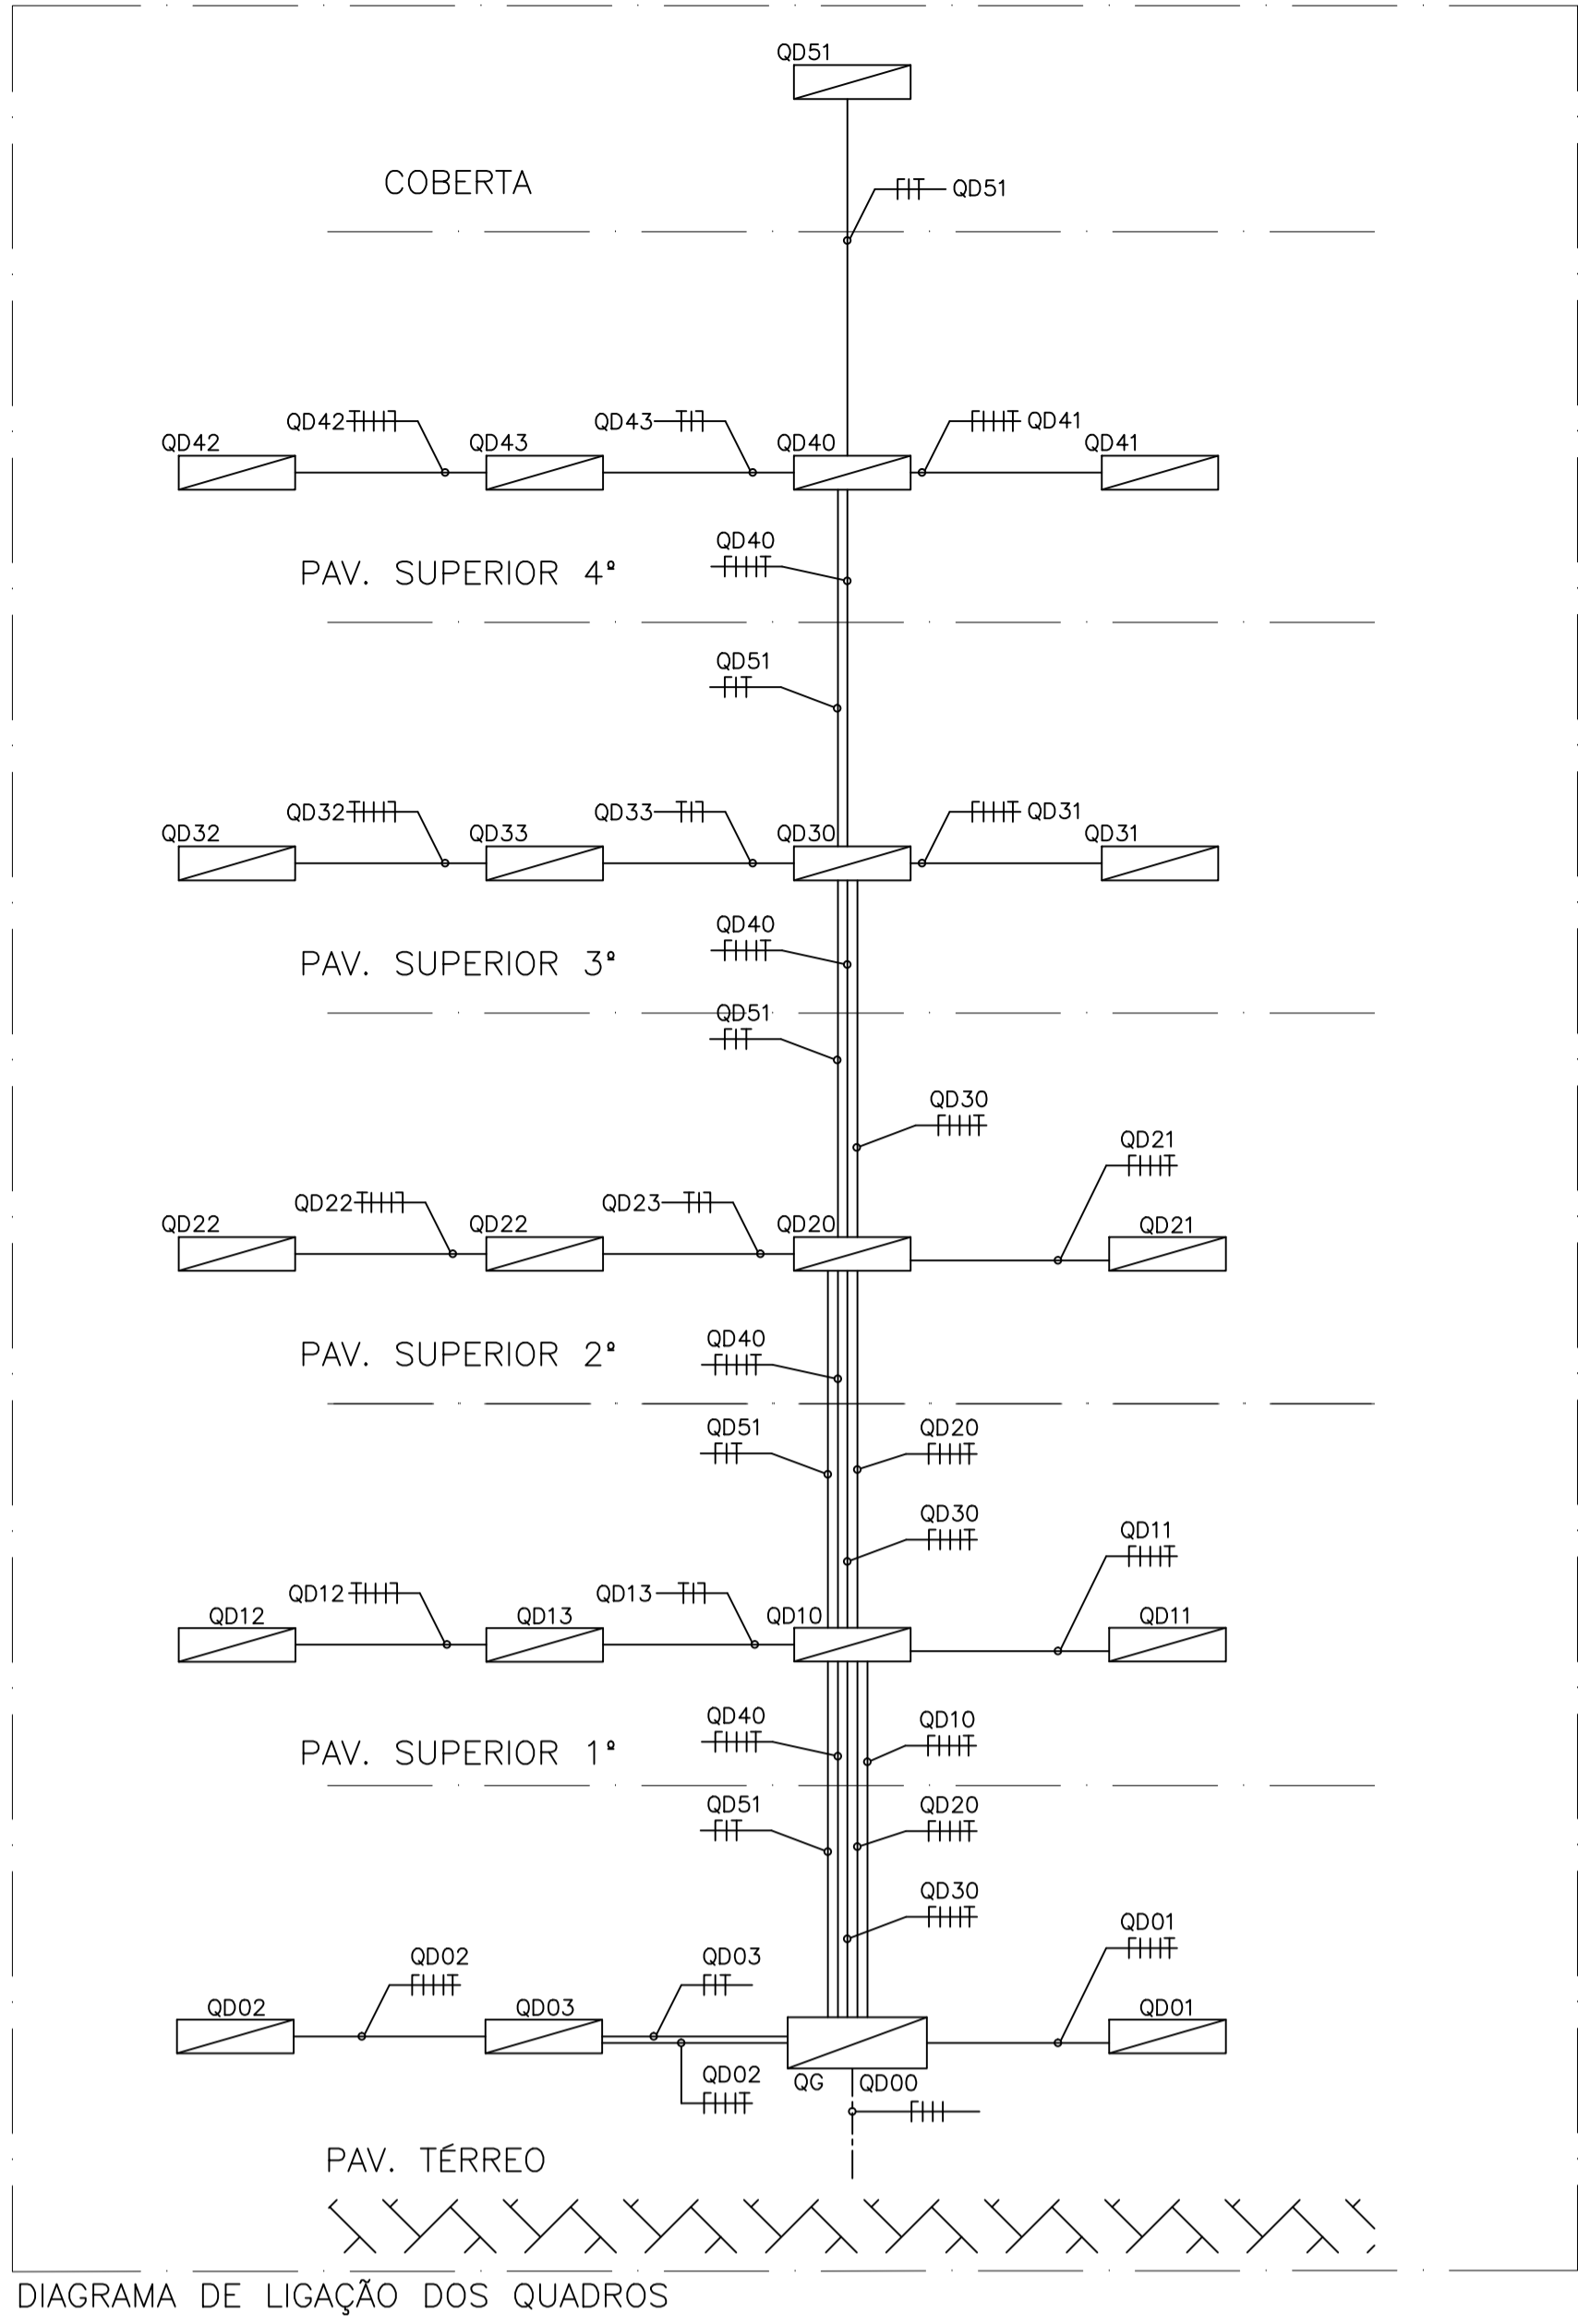 QD51
COBERTA
QD51
QD42 QD43 QD41
QD42 QD43 QD40 QD41
QD40
PAV. SUPERIOR 4º
QD51
QD32 QD33 QD31
QD32 QD33 QD30 QD31
QD40
PAV. SUPERIOR 3º
QD51
QD30
QD21
QD22 QD23
QD22 QD22 QD20 QD21
QD40
PAV. SUPERIOR 2º
QD51 QD20
QD30
QD11
QD12 QD13
QD12 QD13 QD10 QD11
QD40 QD10
PAV. SUPERIOR 1º
QD51 QD20
QD30
QD01
QD02 QD03
QD02 QD03 QD01
QD02 QG QD00
PAV. TÉRREO
DIAGRAMA DE LIGAÇÃO DOS QUADROS